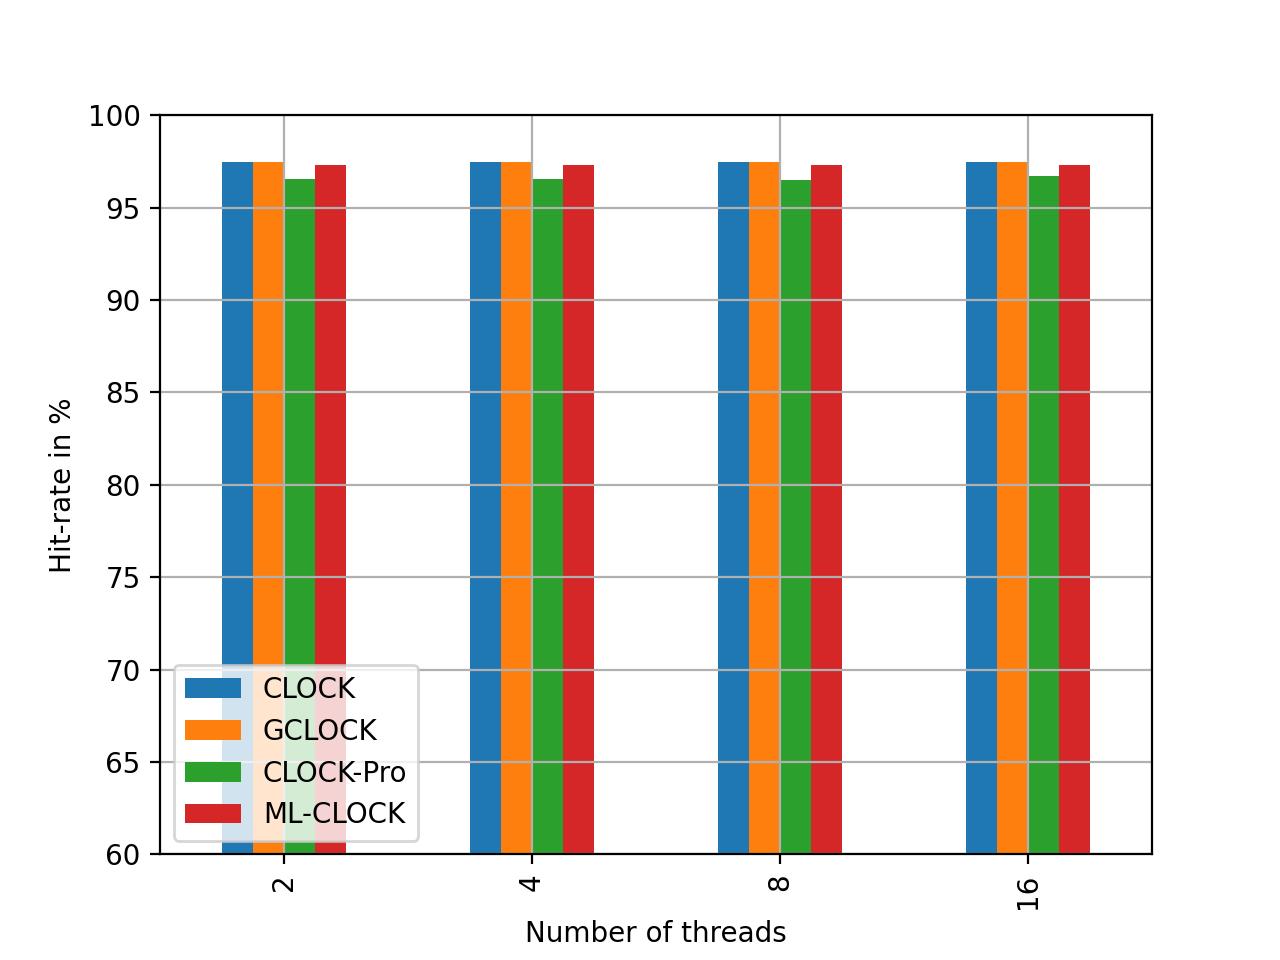 100
95
90
85
80
75
70
65
60
Hit-rate in %
CLOCK
GCLOCK
CLOCK-Pro
ML-CLOCK
2
4
8
16
Number of threads